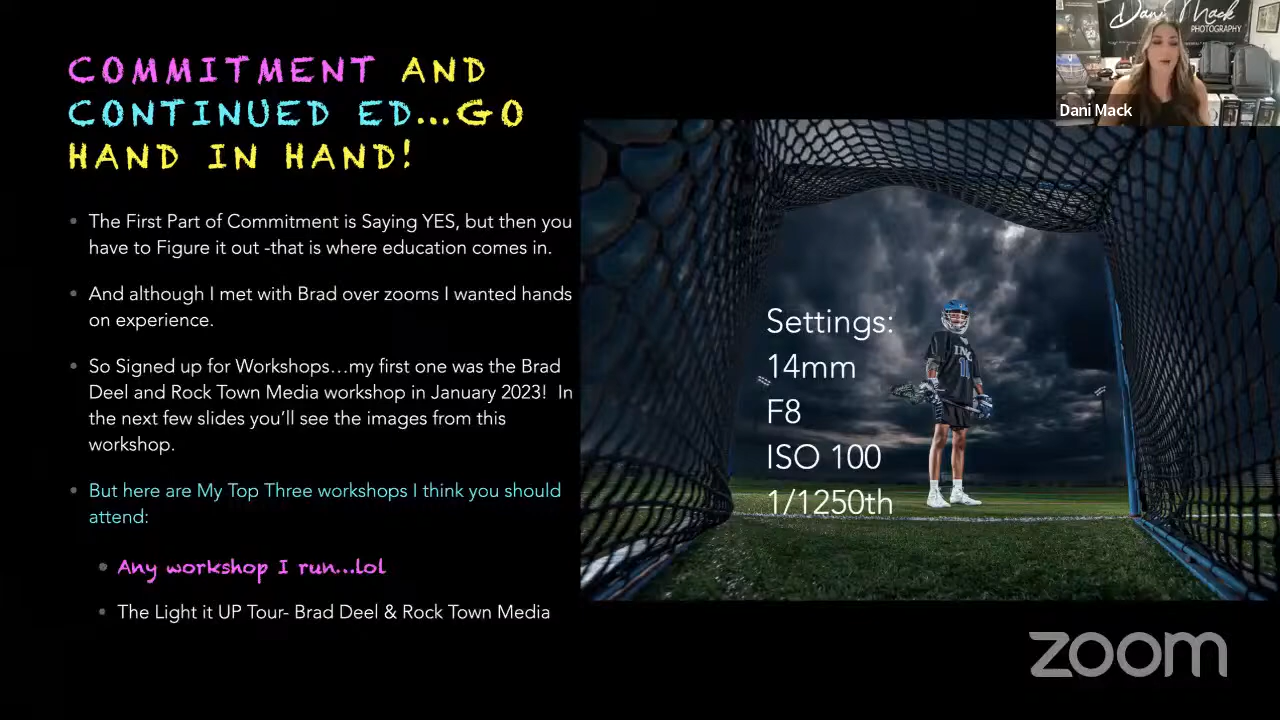 COMMITMENT AND
CONTINUED ED...GO
HAND IN HAND!
The First Part of Commitment is Saying YES, but then you
have to Figure it out -that is where education comes in.
And although I met with Brad over zooms I wanted hands
on experience.
So Signed up for Workshops...my first one was the Brad
Deel and Rock Town Media workshop in January 2023! In
the next few slides you'll see the images from this
workshop.
But here are My Top Three workshops I think you should
attend:
Any workshop I run...lol
The Light it UP Tour- Brad Deel & Rock Town Media
Settings:
14mm
F8
ISO 100
1/1250th
Dani Mack
PHOTOGRAPHY
Dani Mack
zoom